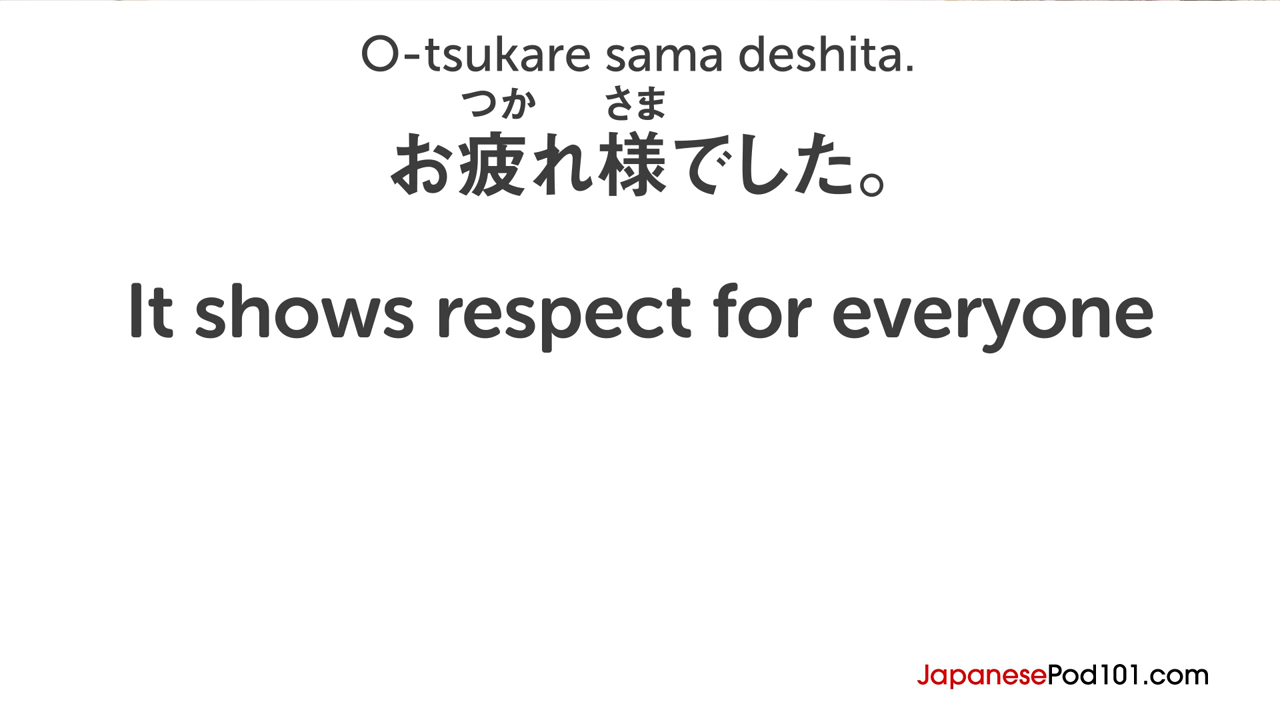 O-tsukare sama deshita.
つか さま
お疲れ様でした。
It shows respect for everyone
JapanesePod101.com